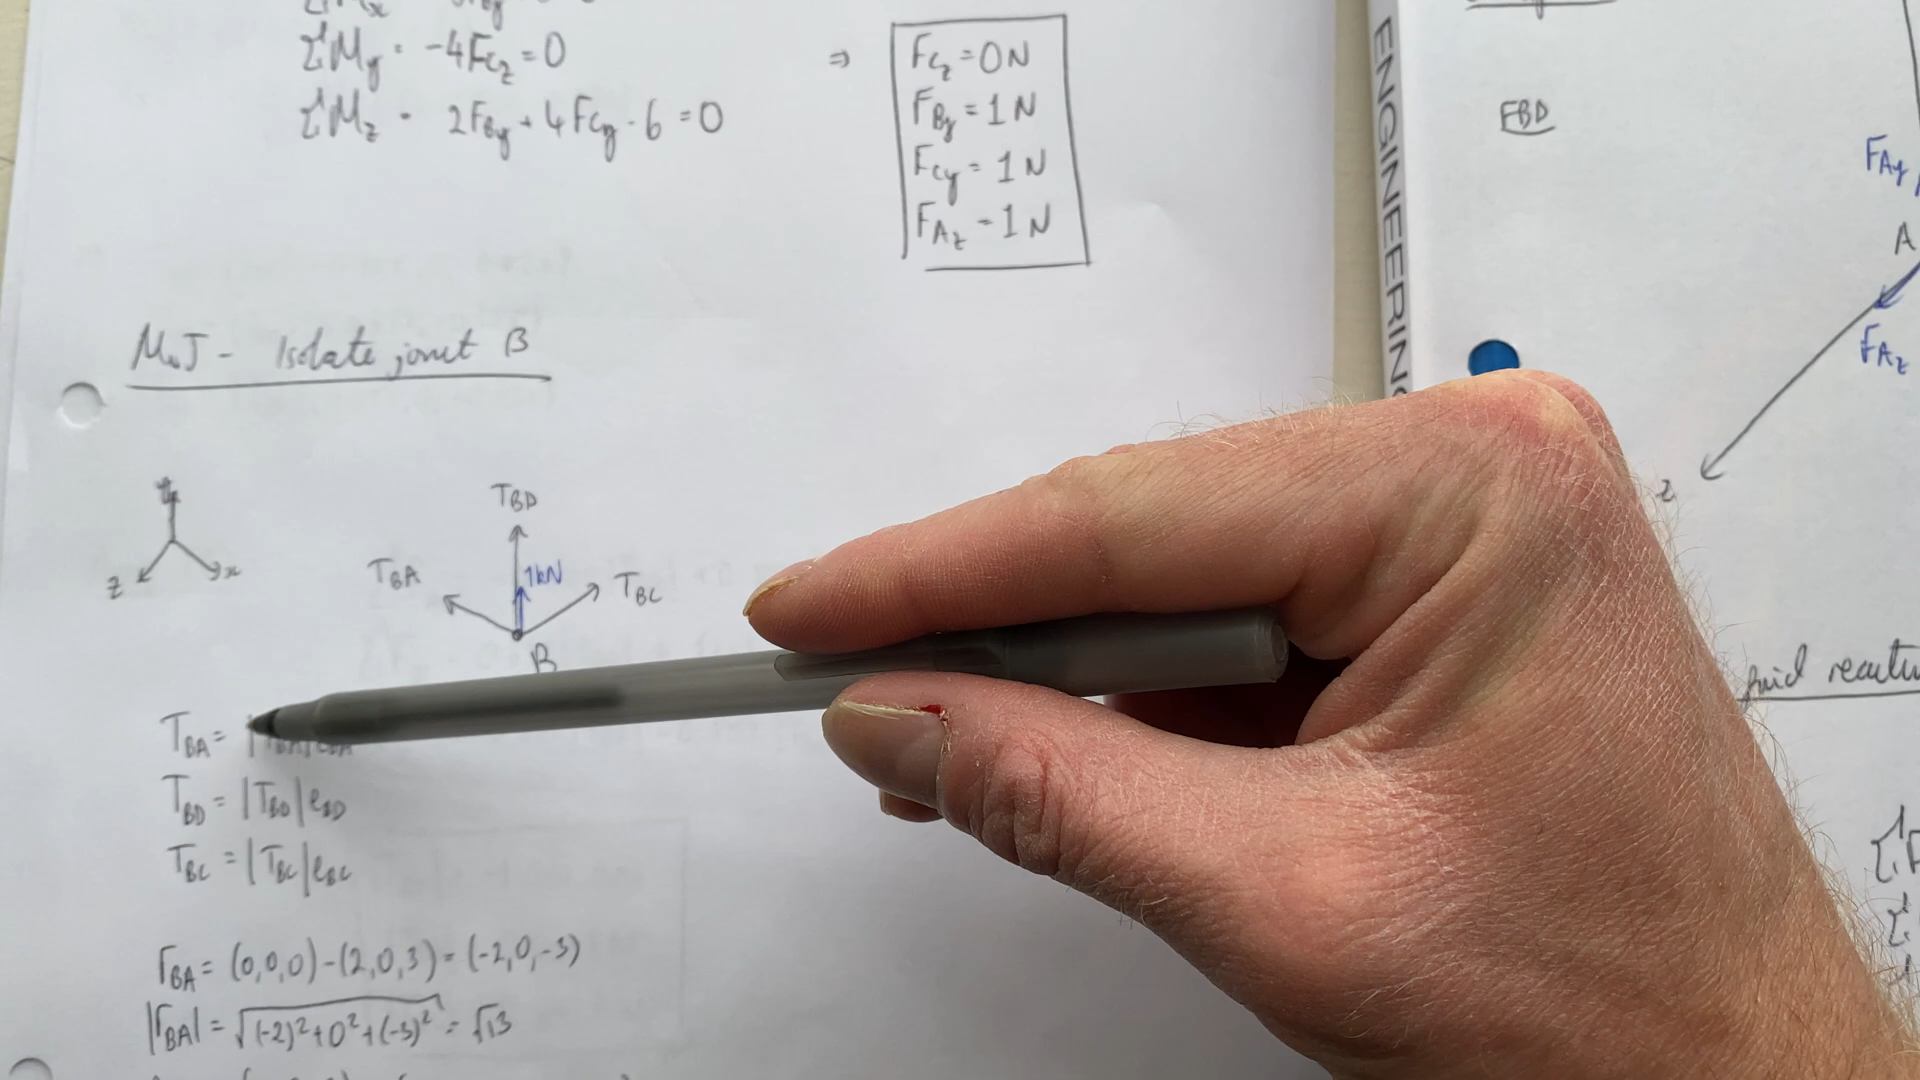 ΣMy = -4FCz = 0
ΣMz = 2FBy + 4FCy - 6 = 0
⇒
FCz = 0N
FBy = 1N
FCy = 1N
FAz = 1N
MoJ - Isolate joint B
y
z
x
TBD
TBA
1kN
TBC
B
TBA = |TBA|eBA
TBD = |TBD|eBD
TBC = |TBC|eBC
rBA = (0,0,0)-(2,0,3) = (-2,0,-3)
|rBA| = √(-2)²+0²+(-3)² = √13
ENGINEERING
FBD
FAy
A
FAz
z
find